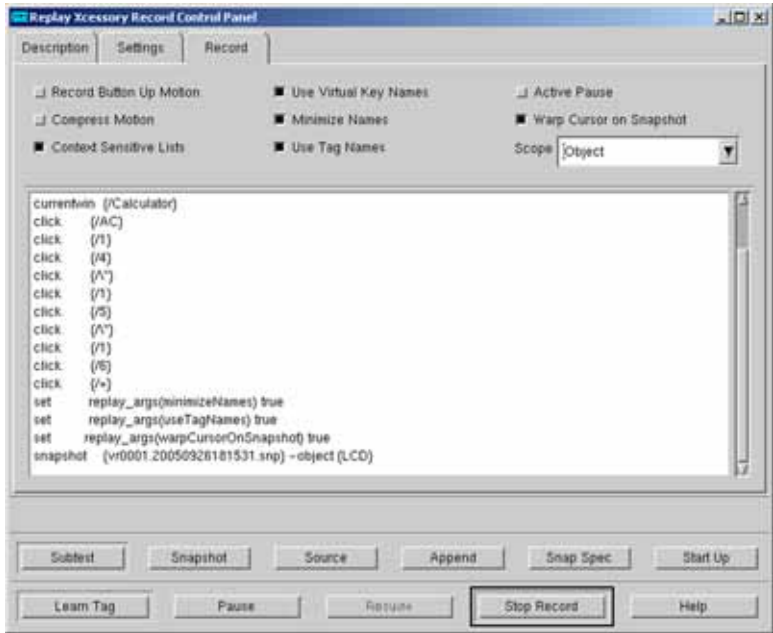 Replay Xcessory Record Control Panel
Description Settings Record
Record Button Up Motion Use Virtual Key Names Active Pause
Compress Motion Minimize Names Warp Cursor on Snapshot
Context Sensitive Lists Use Tag Names Scope Object
currentwin {/Calculator}
click {/AC}
click {/1}
click {/4}
click {/\*}
click {/1}
click {/5}
click {/\*}
click {/1}
click {/6}
click {/+}
set replay_args(minimizeNames) true
set replay_args(useTagNames) true
set replay_args(warpCursorOnSnapshot) true
snapshot {vr0001.20050926181531.snp} -object {LCD}
Subtest Snapshot Source Append Snap Spec Start Up
Learn Tag Pause Resume Stop Record Help